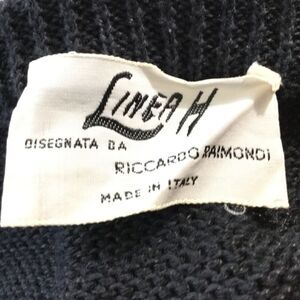 LINEA H
DISEGNATA DA
RICCARDO RAIMONDI
MADE IN ITALY